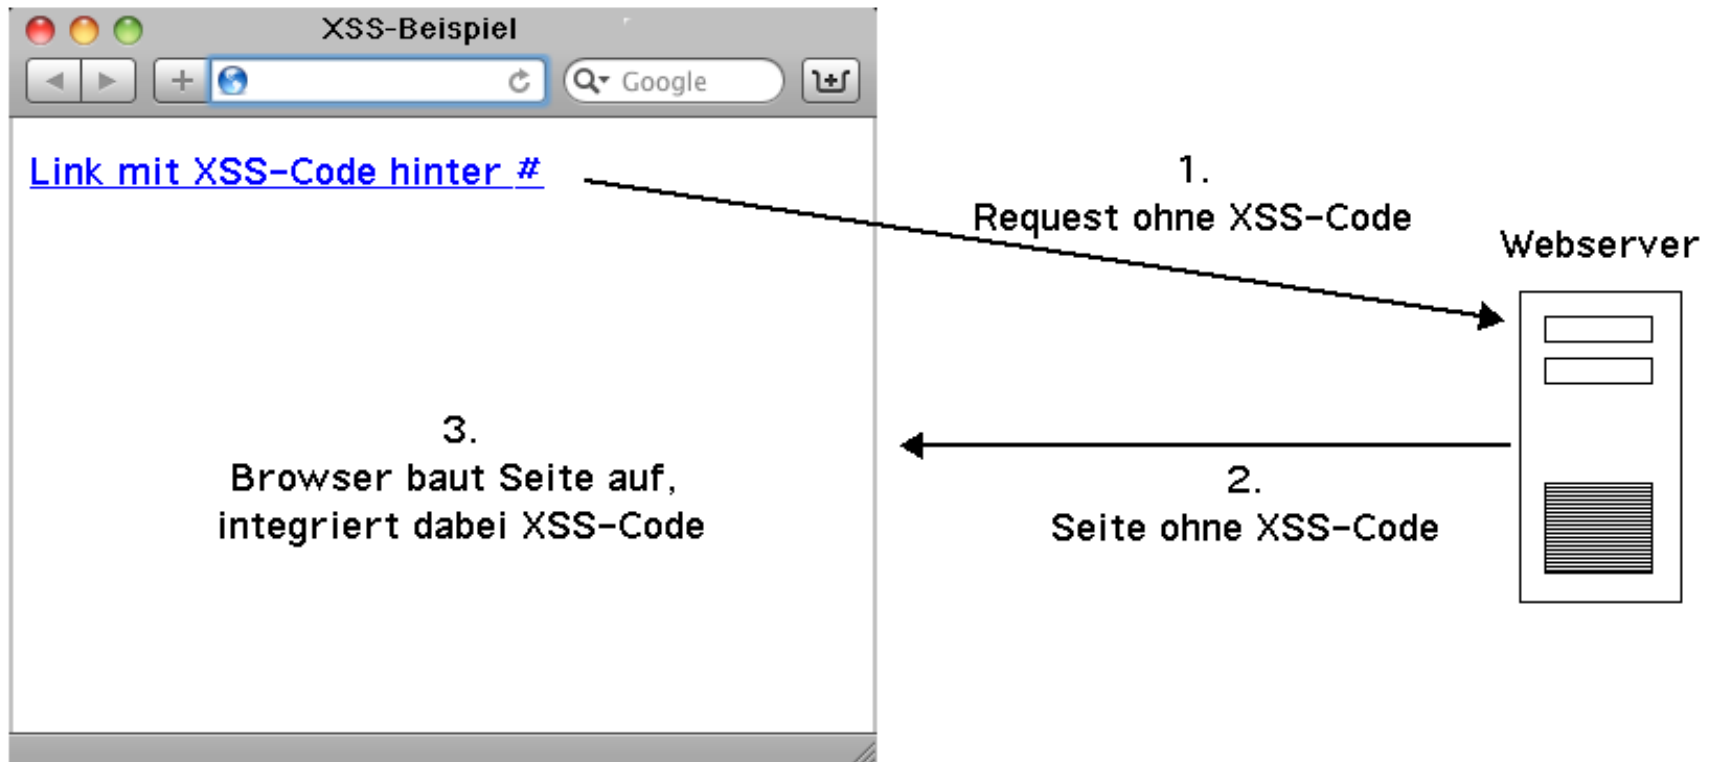 XSS-Beispiel
Google
Link mit XSS-Code hinter #
1.
Request ohne XSS-Code
Webserver
3.
Browser baut Seite auf,
integriert dabei XSS-Code
2.
Seite ohne XSS-Code